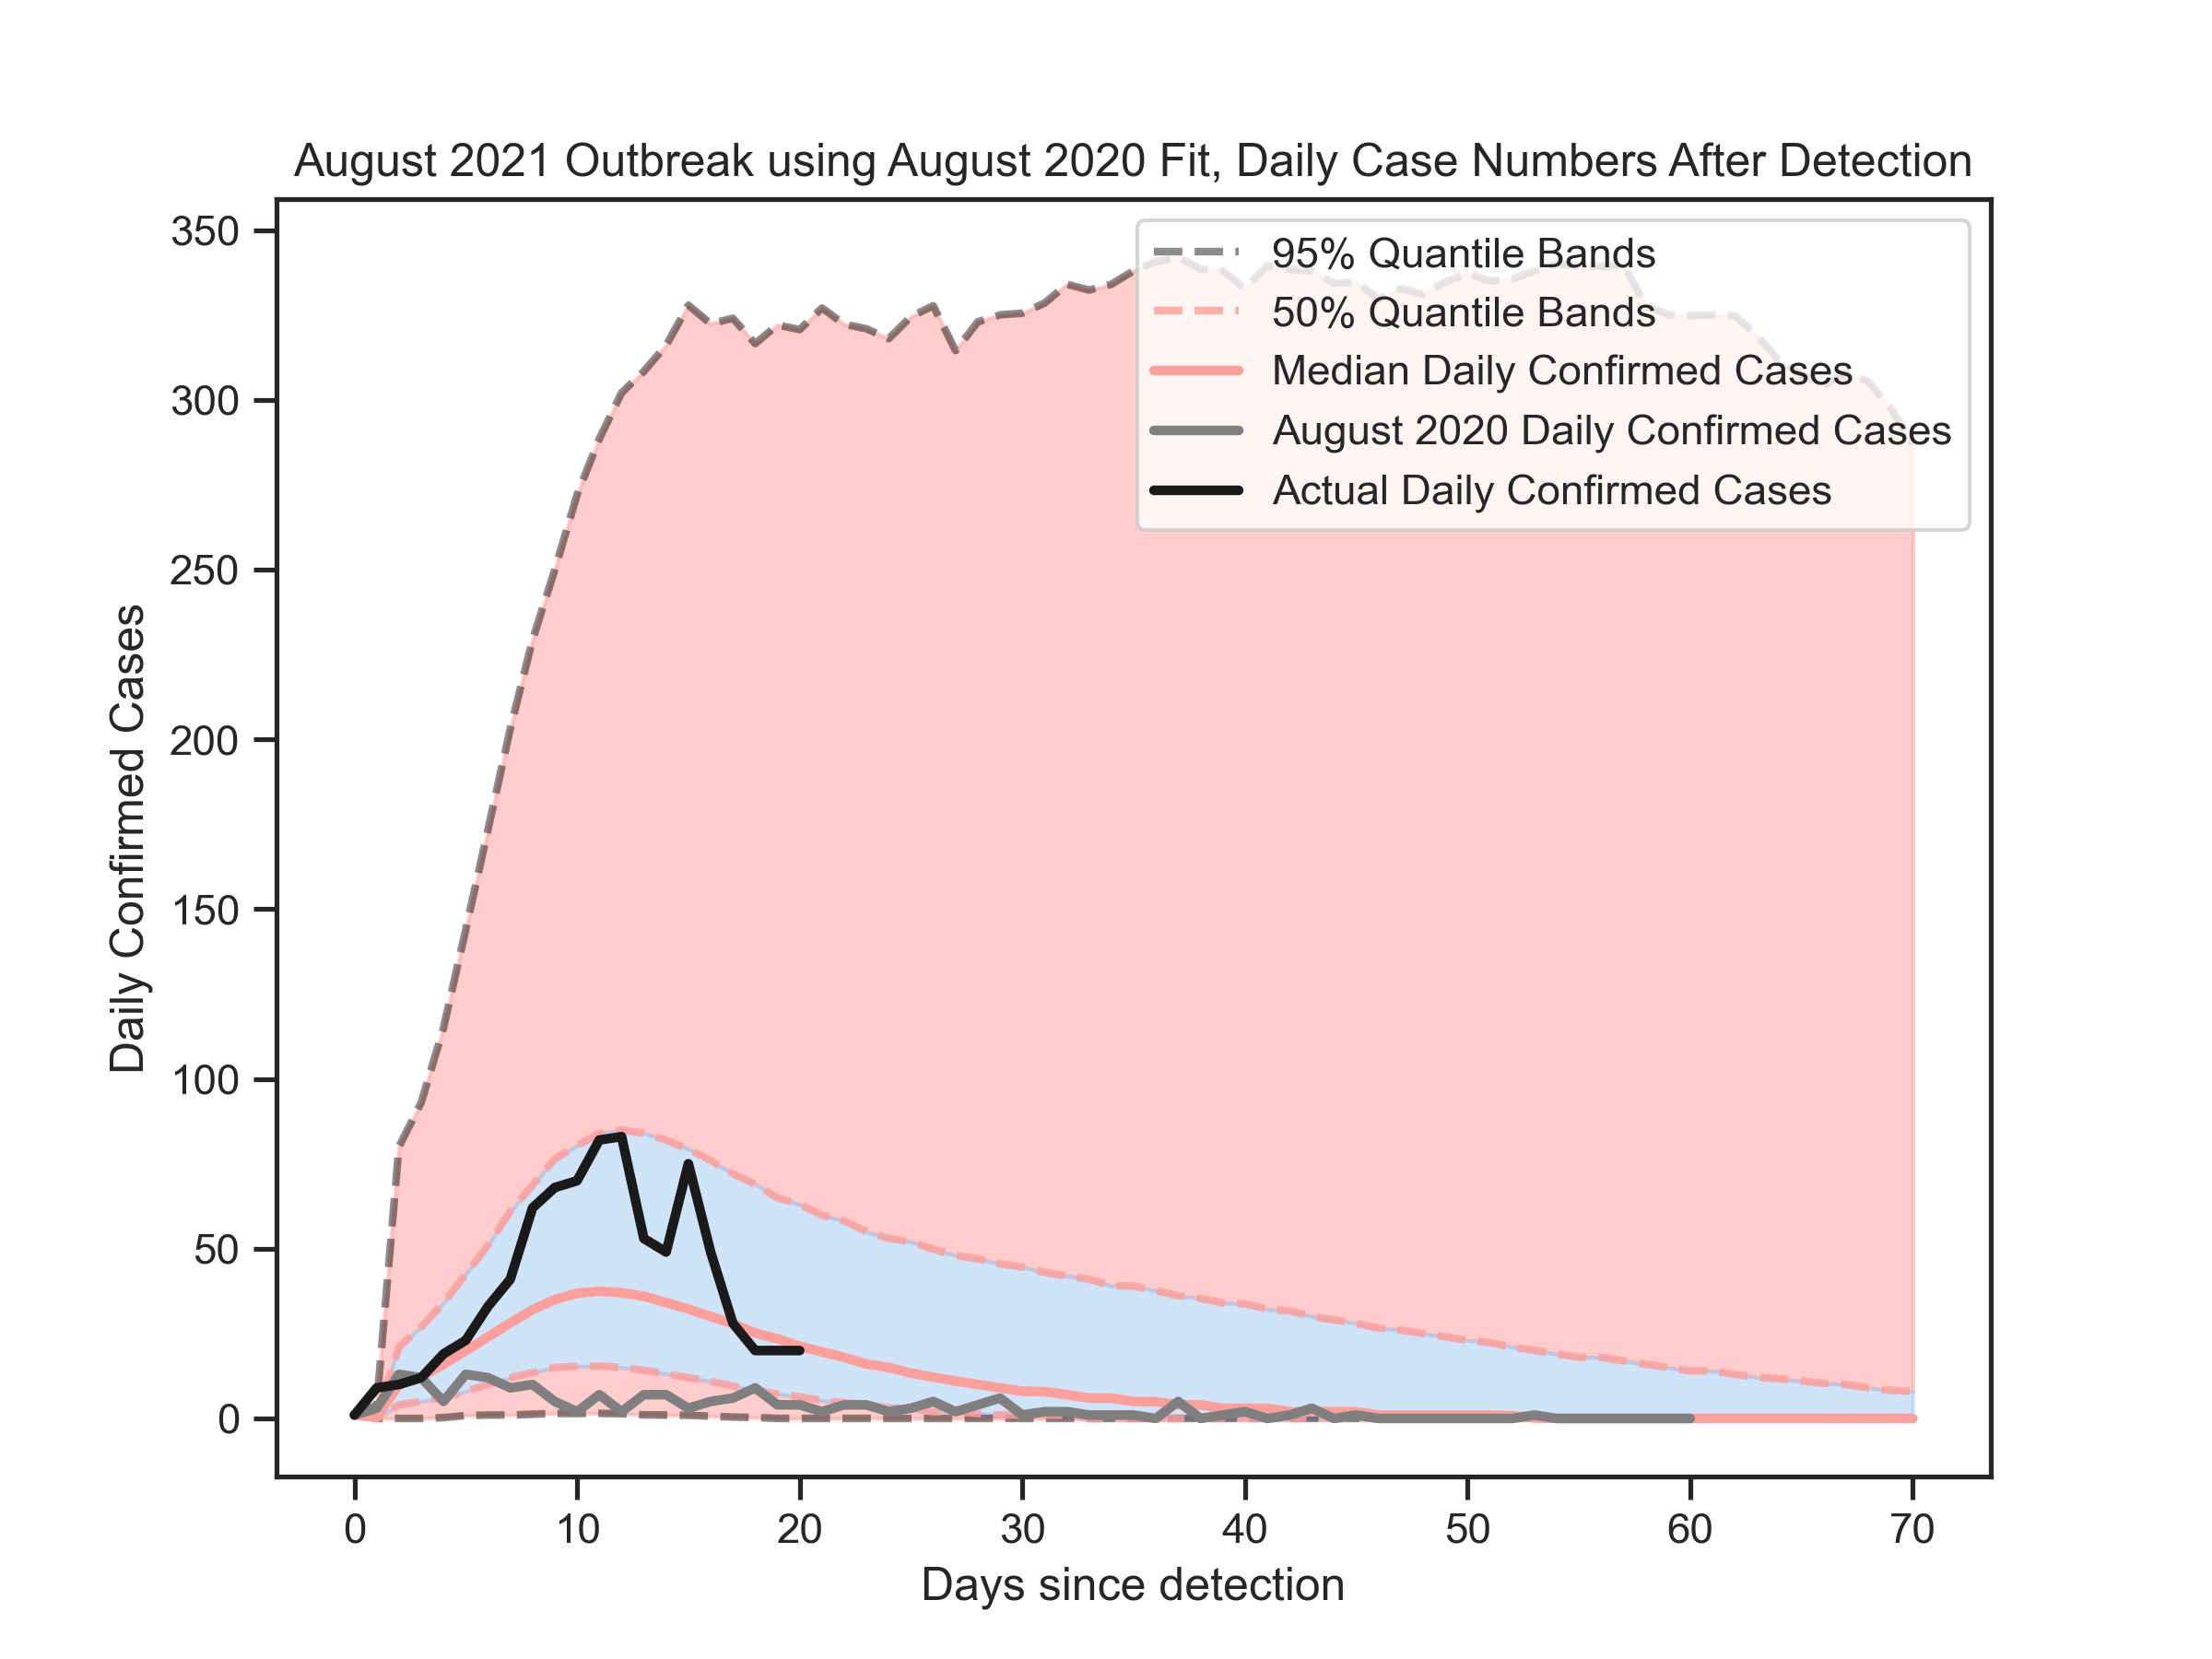 August 2021 Outbreak using August 2020 Fit, Daily Case Numbers After Detection
350
300
250
200
150
100
50
0
Daily Confirmed Cases
95% Quantile Bands
50% Quantile Bands
Median Daily Confirmed Cases
August 2020 Daily Confirmed Cases
Actual Daily Confirmed Cases
0 10 20 30 40 50 60 70
Days since detection